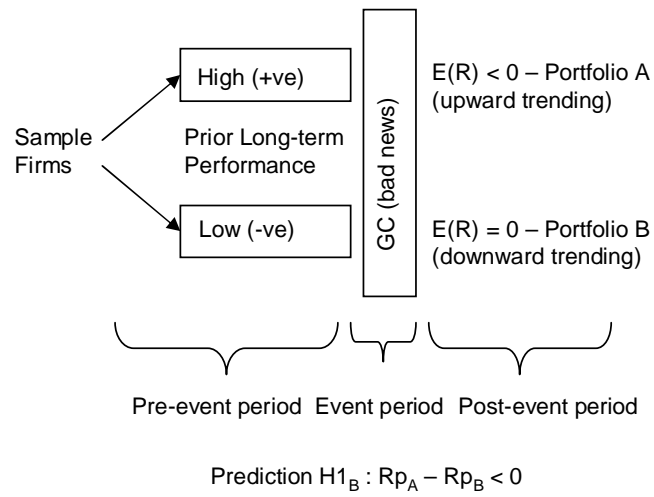 High (+ve)
E(R) < 0 – Portfolio A
(upward trending)
Sample
Firms
Prior Long-term
Performance
GC (bad news)
Low (-ve)
E(R) = 0 – Portfolio B
(downward trending)
Pre-event period
Event period
Post-event period
Prediction H1B : RpA – RpB < 0